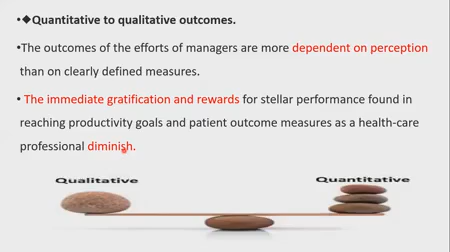 •◆Quantitative to qualitative outcomes.
•The outcomes of the efforts of managers are more dependent on perception
than on clearly defined measures.
• The immediate gratification and rewards for stellar performance found in
reaching productivity goals and patient outcome measures as a health-care
professional diminish.
Qualitative
Quantitative